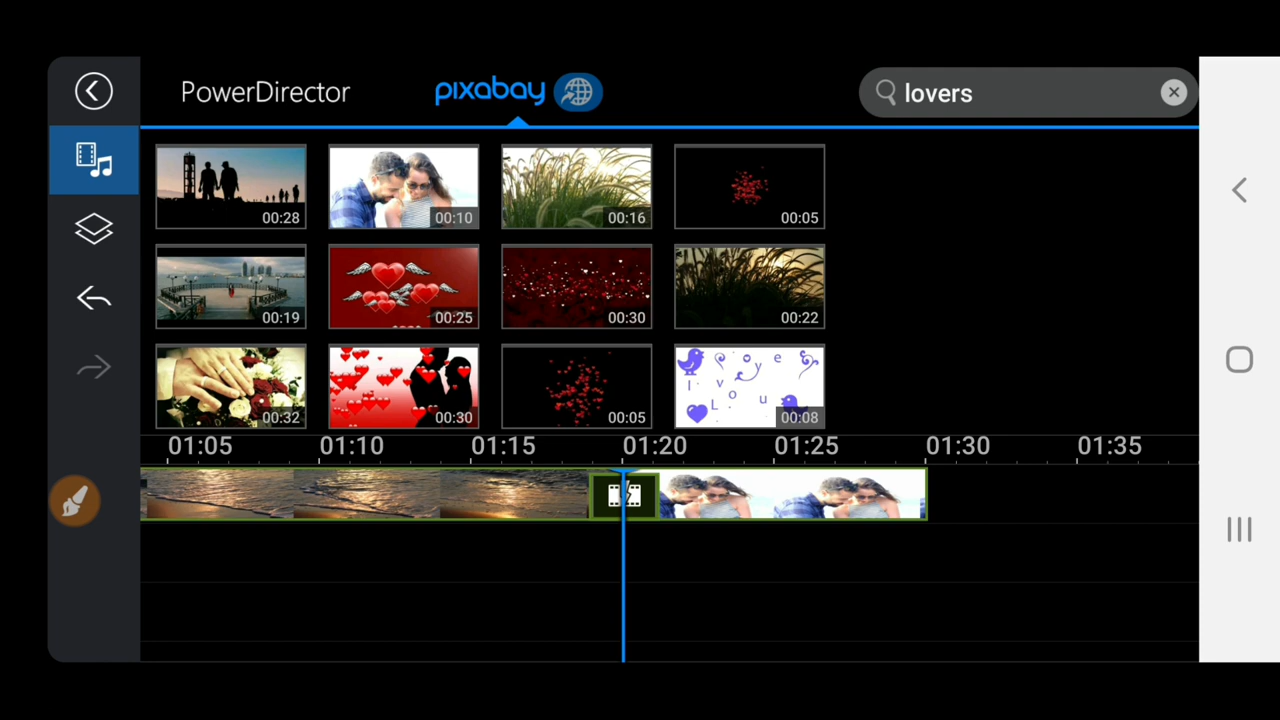 PowerDirector pixabay lovers
00:28 00:10 00:16 00:05
00:19 00:25 00:30 00:22
00:32 00:30 00:05 00:08
01:05 01:10 01:15 01:20 01:25 01:30 01:35